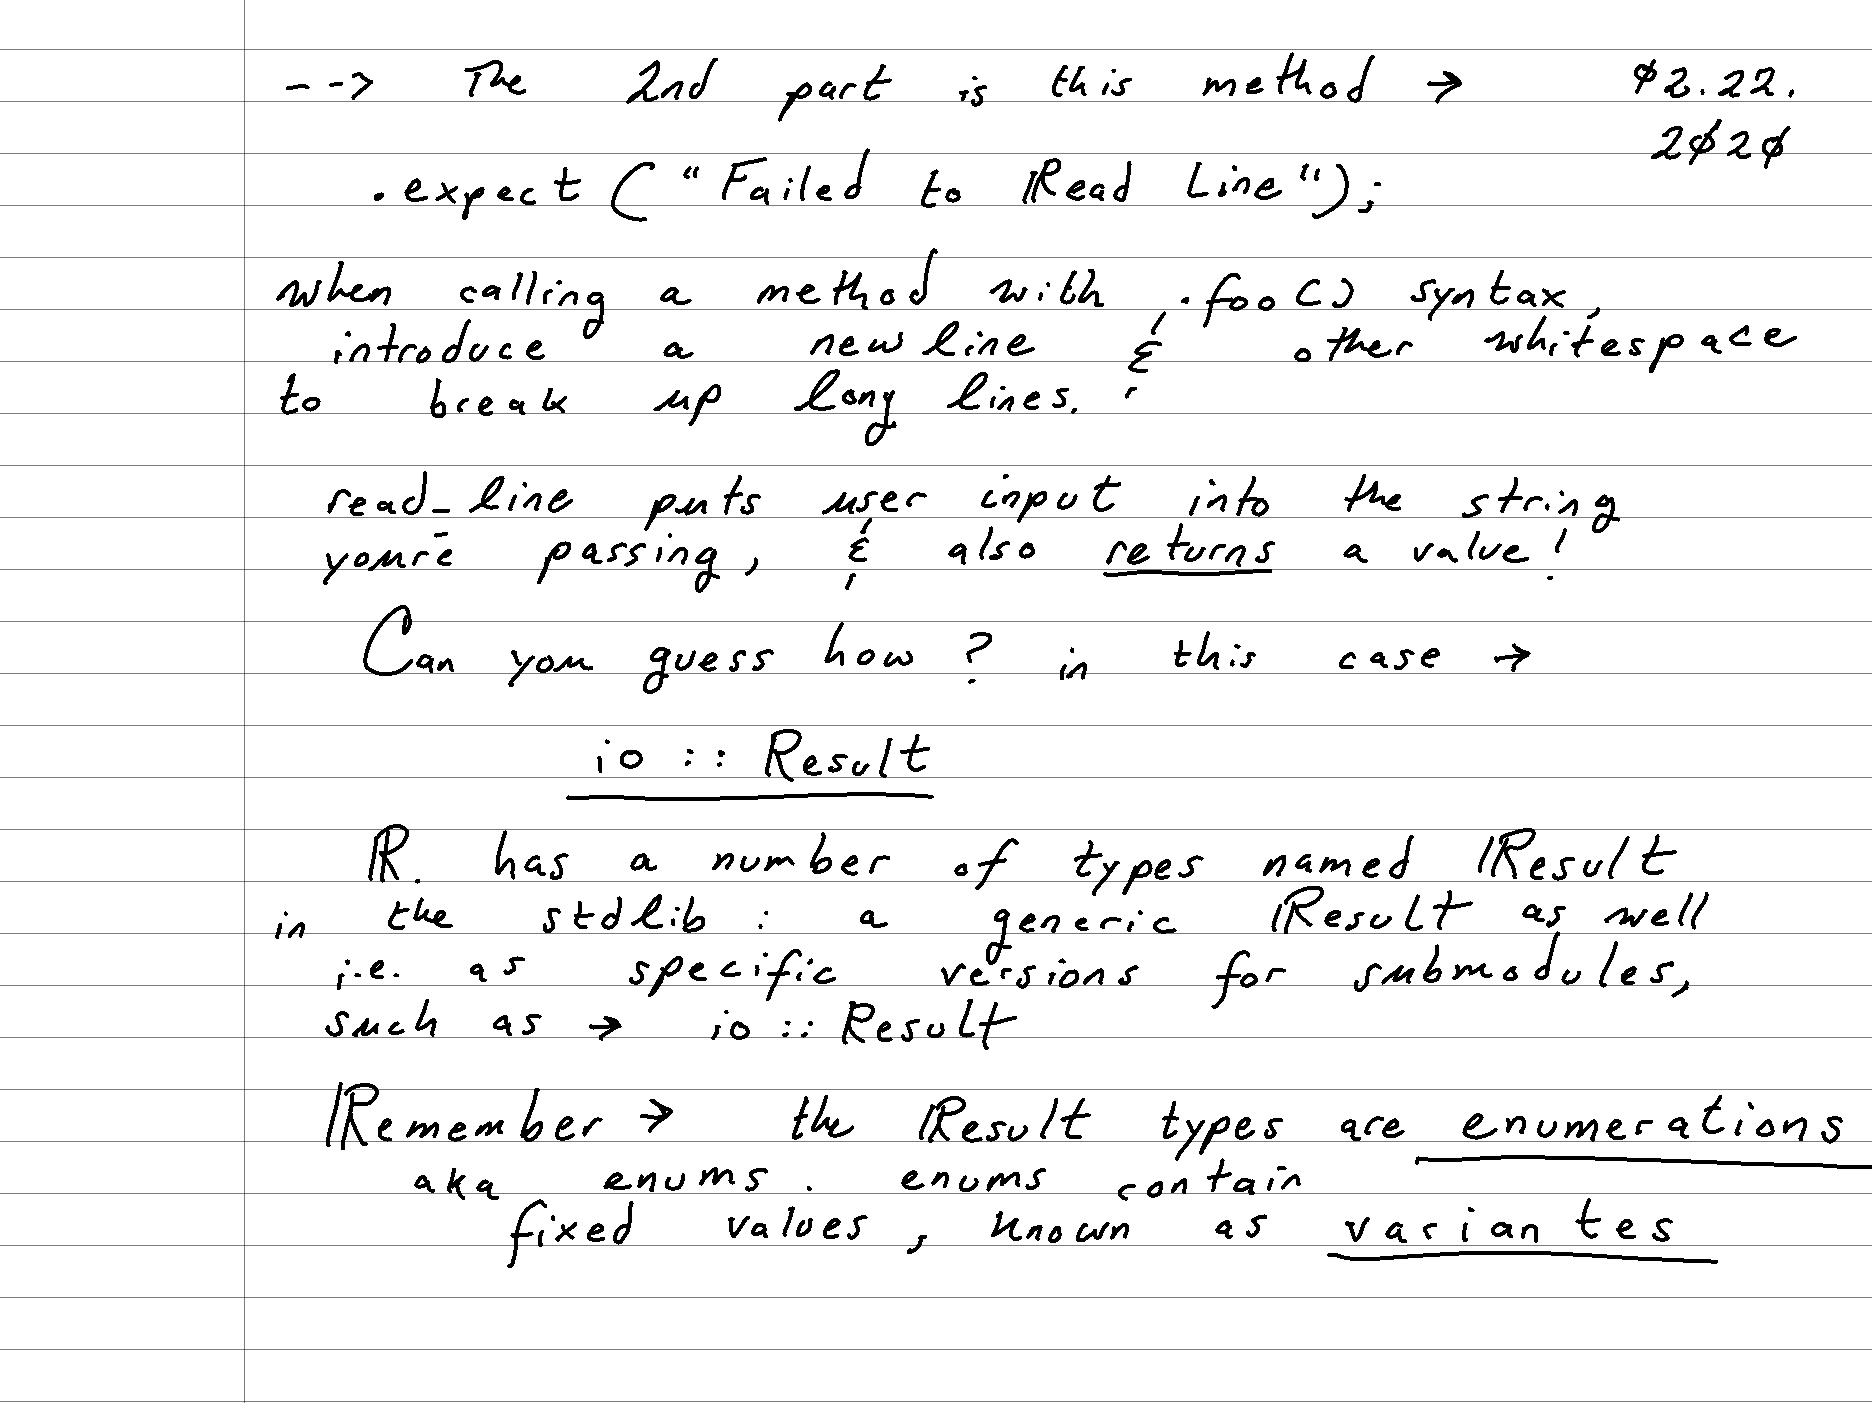 --> The 2nd part is this method → 02.22.
2020
.expect ("Failed to Read Line");
when calling a method with .foo() syntax,
introduce a newline & other whitespace
to break up long lines.
read_line puts user input into the string
you're passing, & also returns a value!
Can you guess how? in this case →
io :: Result
R. has a number of types named Result
in the stdlib : a generic Result as well
i.e. as specific versions for submodules,
such as → io :: Result
Remember → the Result types are enumerations
aka enums. enums contain
fixed values, known as variantes